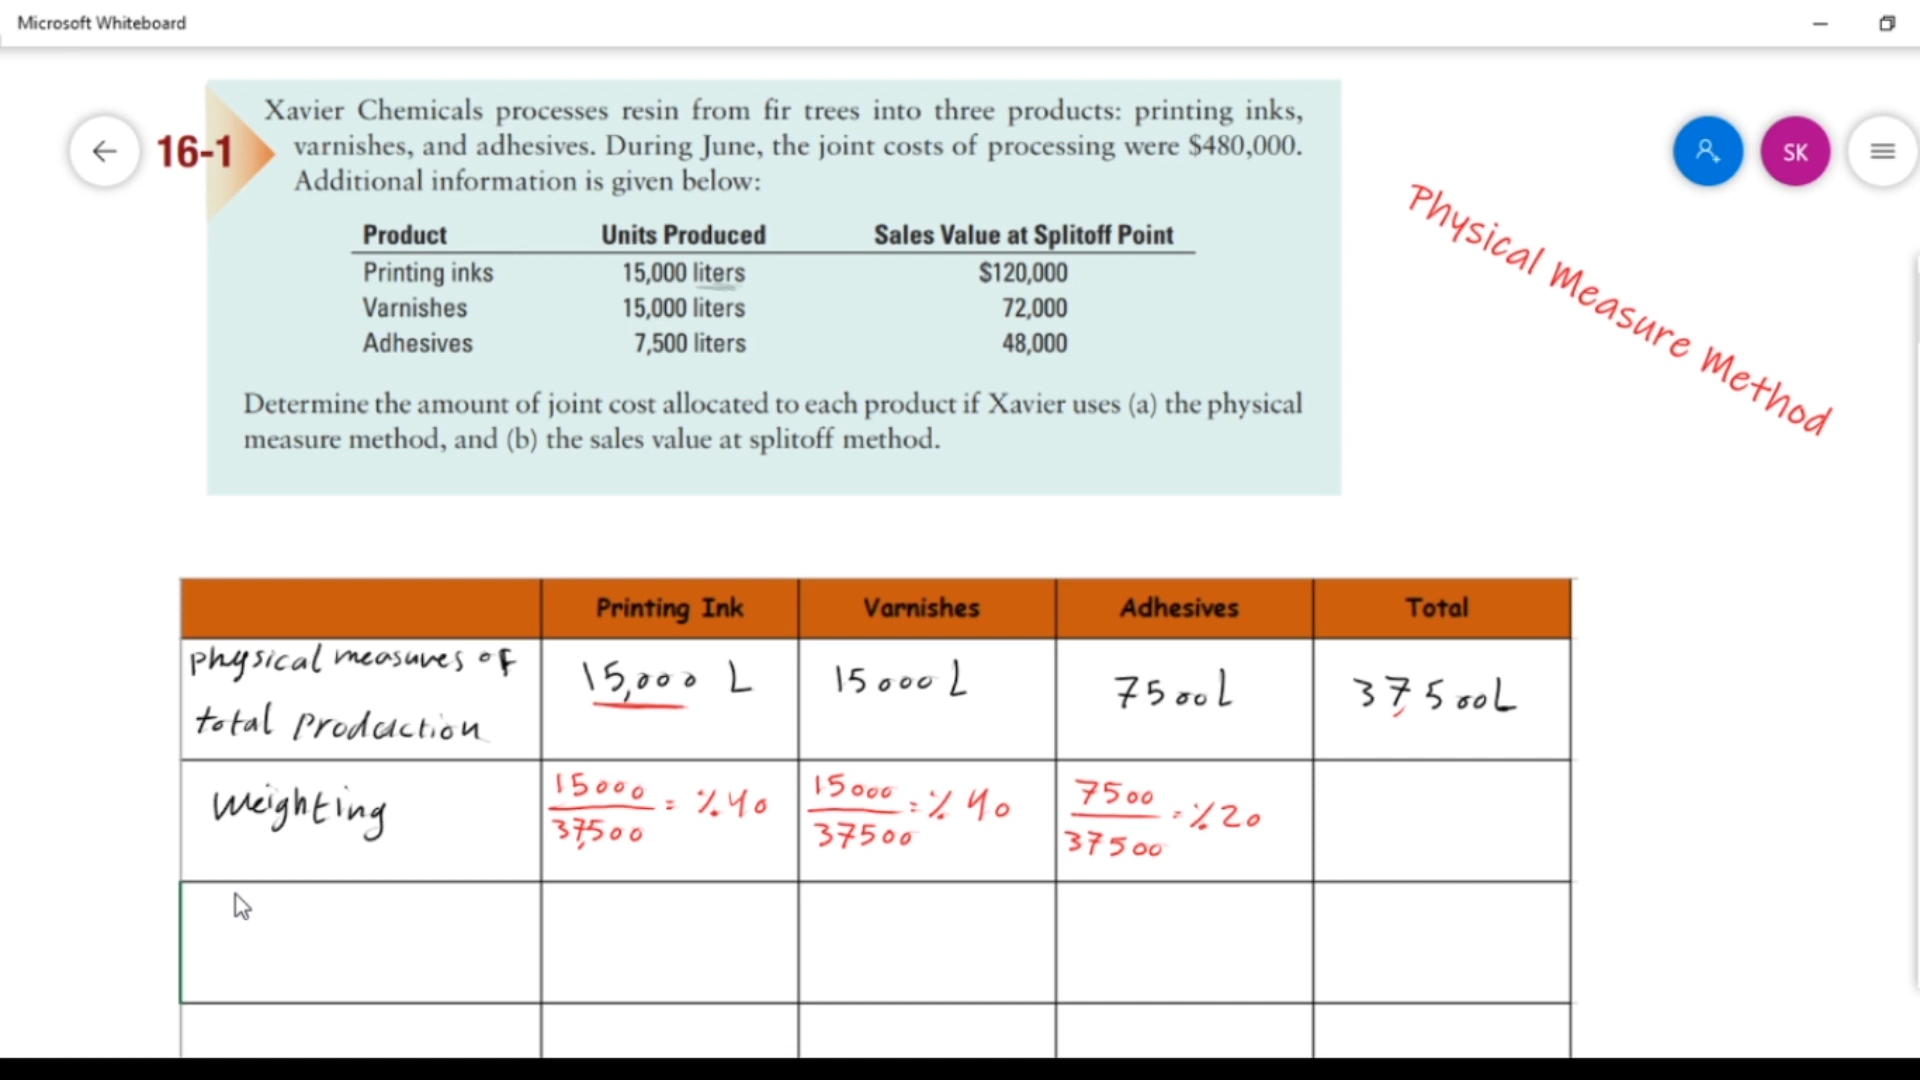 Microsoft Whiteboard
16-1
Xavier Chemicals processes resin from fir trees into three products: printing inks,
varnishes, and adhesives. During June, the joint costs of processing were $480,000.
Additional information is given below:
Product Units Produced Sales Value at Splitoff Point
Printing inks 15,000 liters $120,000
Varnishes 15,000 liters 72,000
Adhesives 7,500 liters 48,000
Determine the amount of joint cost allocated to each product if Xavier uses (a) the physical
measure method, and (b) the sales value at splitoff method.
SK
Physical Measure Method
Printing Ink Varnishes Adhesives Total
Physical measures of
total production
15,000 L 15000 L 7500L 37,500L
Weighting
15000
37,500
= %40
15000
37500
= % 40
7500
37500
= %20